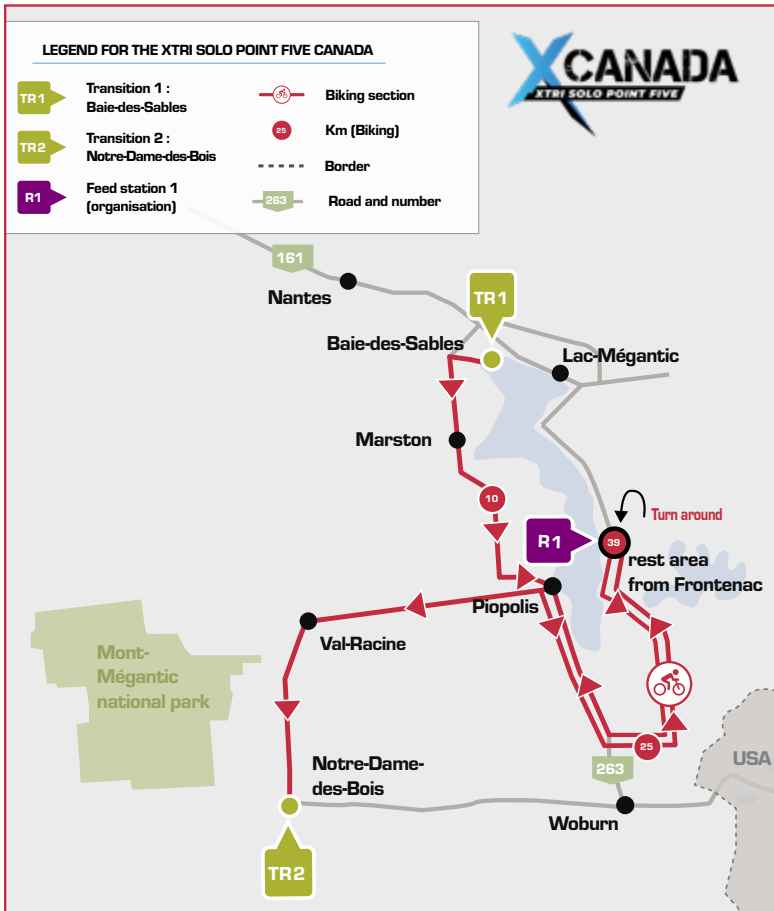 LEGEND FOR THE XTRI SOLO POINT FIVE CANADA
TR1
Transition 1 :
Baie-des-Sables
TR2
Transition 2 :
Notre-Dame-des-Bois
R1
Feed station 1
(organisation)
Biking section
25
Km (Biking)
Border
263
Road and number
XCANADA
XTRI SOLO POINT FIVE
161
Nantes
TR1
Baie-des-Sables
Lac-Mégantic
Marston
10
Turn around
R1
39
rest area
from Frontenac
Piopolis
Val-Racine
Mont-
Mégantic
national park
25
USA
263
Notre-Dame-
des-Bois
Woburn
TR2